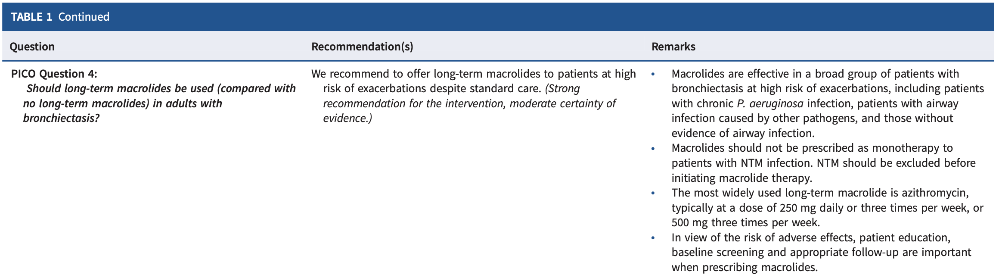 TABLE 1 Continued
Question
Recommendation(s)
Remarks
PICO Question 4:
Should long-term macrolides be used (compared with
no long-term macrolides) in adults with
bronchiectasis?
We recommend to offer long-term macrolides to patients at high
risk of exacerbations despite standard care. (Strong
recommendation for the intervention, moderate certainty of
evidence.)
• Macrolides are effective in a broad group of patients with
bronchiectasis at high risk of exacerbations, including patients
with chronic P. aeruginosa infection, patients with airway
infection caused by other pathogens, and those without
evidence of airway infection.
• Macrolides should not be prescribed as monotherapy to
patients with NTM infection. NTM should be excluded before
initiating macrolide therapy.
• The most widely used long-term macrolide is azithromycin,
typically at a dose of 250 mg daily or three times per week, or
500 mg three times per week.
• In view of the risk of adverse effects, patient education,
baseline screening and appropriate follow-up are important
when prescribing macrolides.